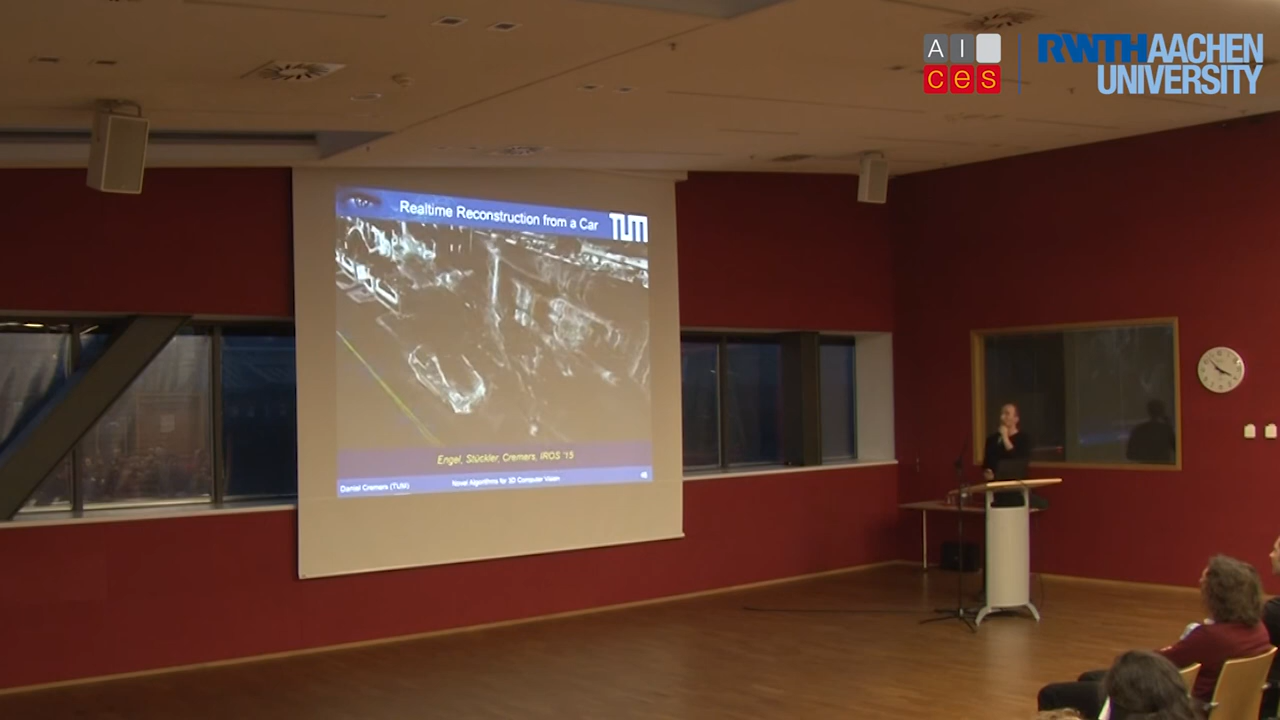 AI
ces
RWTHAACHEN
UNIVERSITY
Realtime Reconstruction from a Car
TUM
Engel, Stückler, Cremers, IROS '15
Daniel Cremers (TUM)
Novel Algorithms for 3D Computer Vision